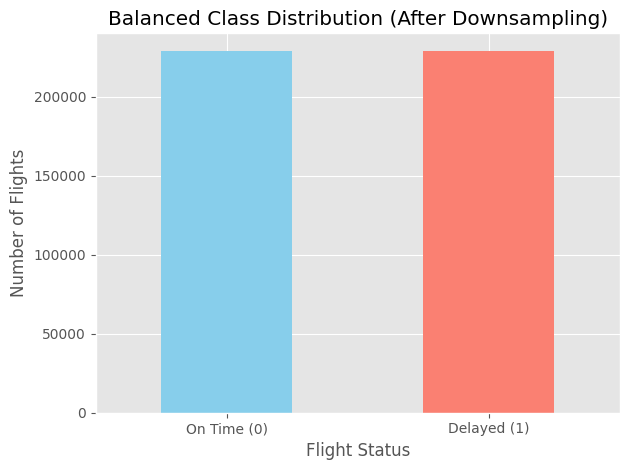 Balanced Class Distribution (After Downsampling)
Number of Flights
200000
150000
100000
50000
0
On Time (0)
Delayed (1)
Flight Status